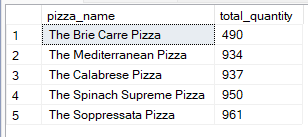 pizza_name total_quantity
1 The Brie Carre Pizza 490
2 The Mediterranean Pizza 934
3 The Calabrese Pizza 937
4 The Spinach Supreme Pizza 950
5 The Soppressata Pizza 961